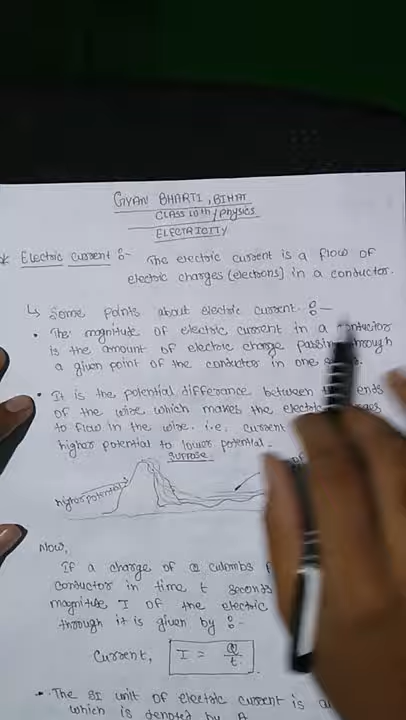 GYAN BHARTI, BIHAT
CLASS 10th / physics
ELECTRICITY
* Electric current :- The electric current is a flow of
electric charges (electrons) in a conductor.
↳ Some points about electric current :-
• The magnitude of electric current in a conductor
is the amount of electric charge passing through
a given point of the conductor in one
• It is the potential difference between ends
of the wire which makes the electric
to flow in the wire. i.e. current
higher potential to lower potential.
SUPPOSE
higher potential
Now,
If a charge of Q culombs
conductor in time t seconds
magnitude I of the electric
through it is given by :-
Current, I = Q/t.
• The SI unit of electric current is
which is denoted by A